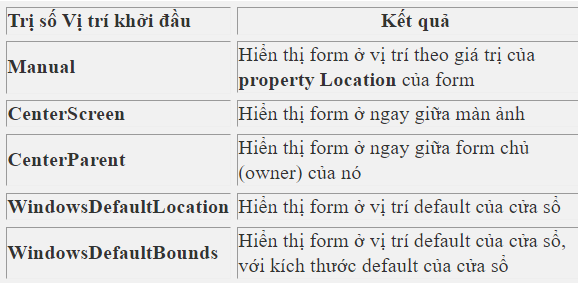 Trị số Vị trí khởi đầu Kết quả
Manual Hiển thị form ở vị trí theo giá trị của
property Location của form
CenterScreen Hiển thị form ở ngay giữa màn ảnh
CenterParent Hiển thị form ở ngay giữa form chủ
(owner) của nó
WindowsDefaultLocation Hiển thị form ở vị trí default của cửa sổ
WindowsDefaultBounds Hiển thị form ở vị trí default của cửa sổ,
với kích thước default của cửa sổ